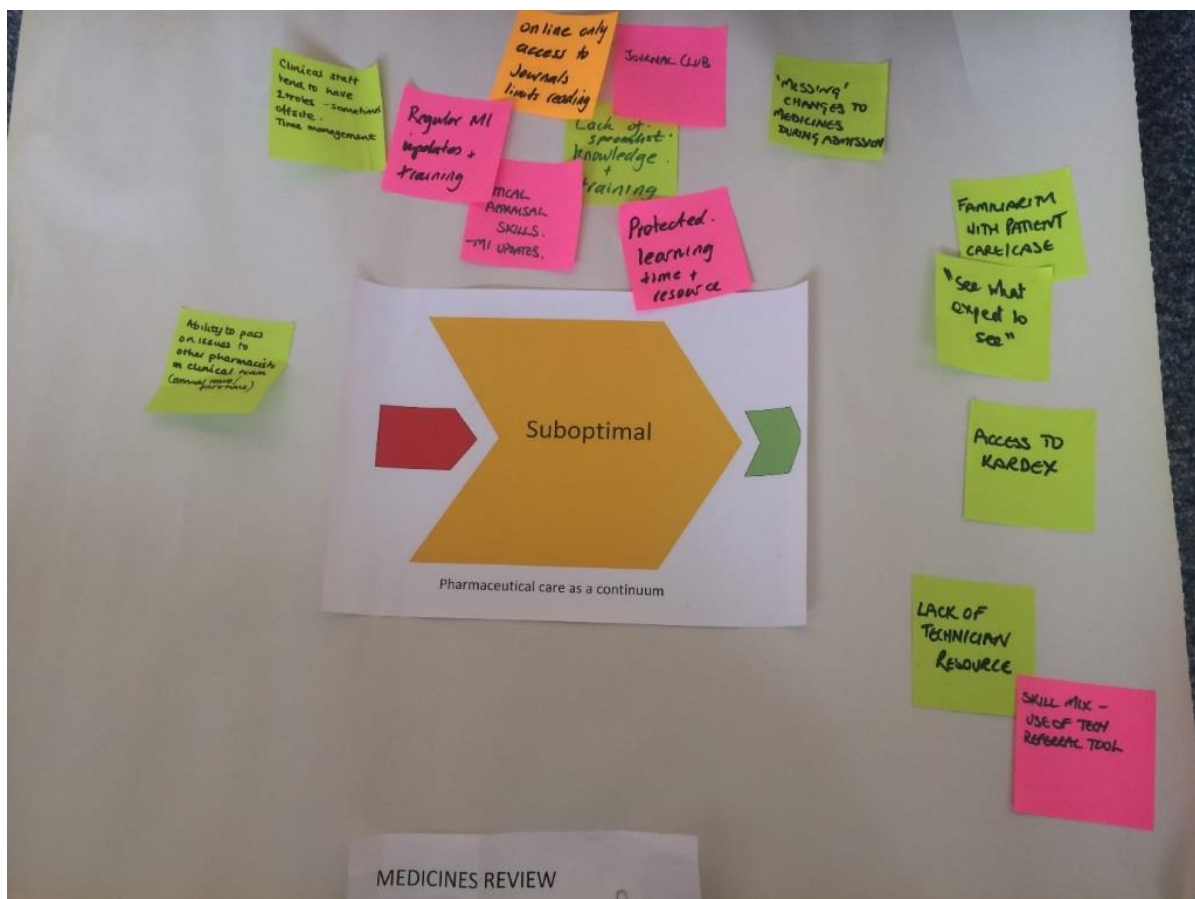 Online only
access to
Journals
limits reading
JOURNAL CLUB
Clinical staff
tend to have
2 roles - sometimes
offsite.
Time management
'MISSING'
CHANGES TO
MEDICINES
DURING ADMISSION
Regular MI
updates +
training
Lack of
specialist
knowledge.
+
training
APPRAISAL
SKILLS.
-MI UPDATES.
Protected.
learning
time +
resource
FAMILIARITY
WITH PATIENT
CARE/CASE
"See what
expect to
see"
Ability to pass
on issues to
other pharmacists
in clinical team
(annual leave/
part-time)
Suboptimal
Pharmaceutical care as a continuum
ACCESS TO
KARDEX
LACK OF
TECHNICIAN
RESOURCE
SKILL MIX -
USE OF TECH
REFERRAL TOOL
MEDICINES REVIEW